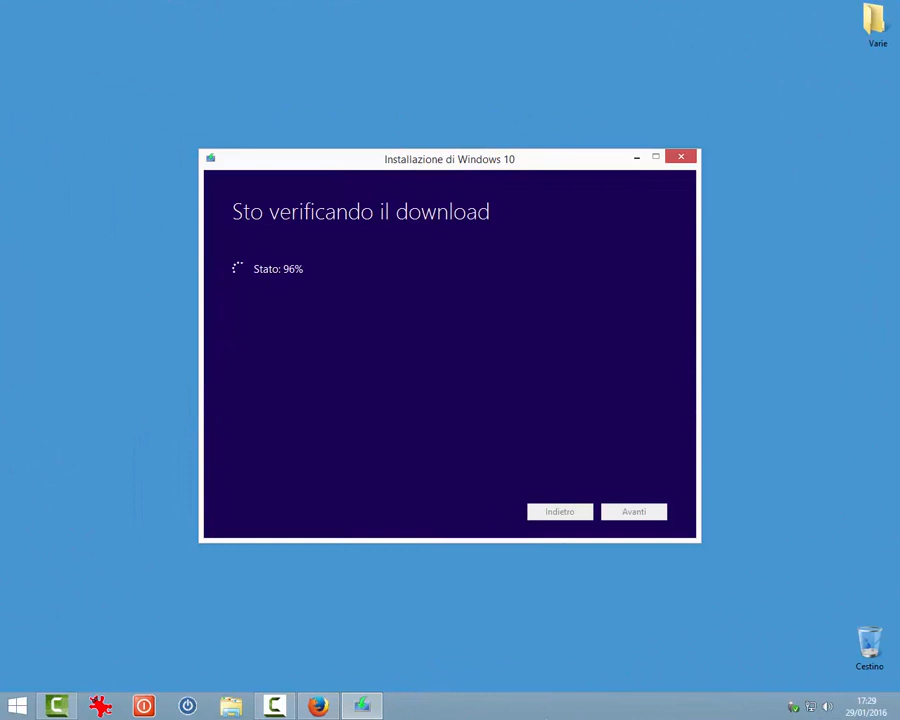 Varie
Installazione di Windows 10
Sto verificando il download
Stato: 96%
Indietro
Avanti
Cestino
17:29
29/01/2016